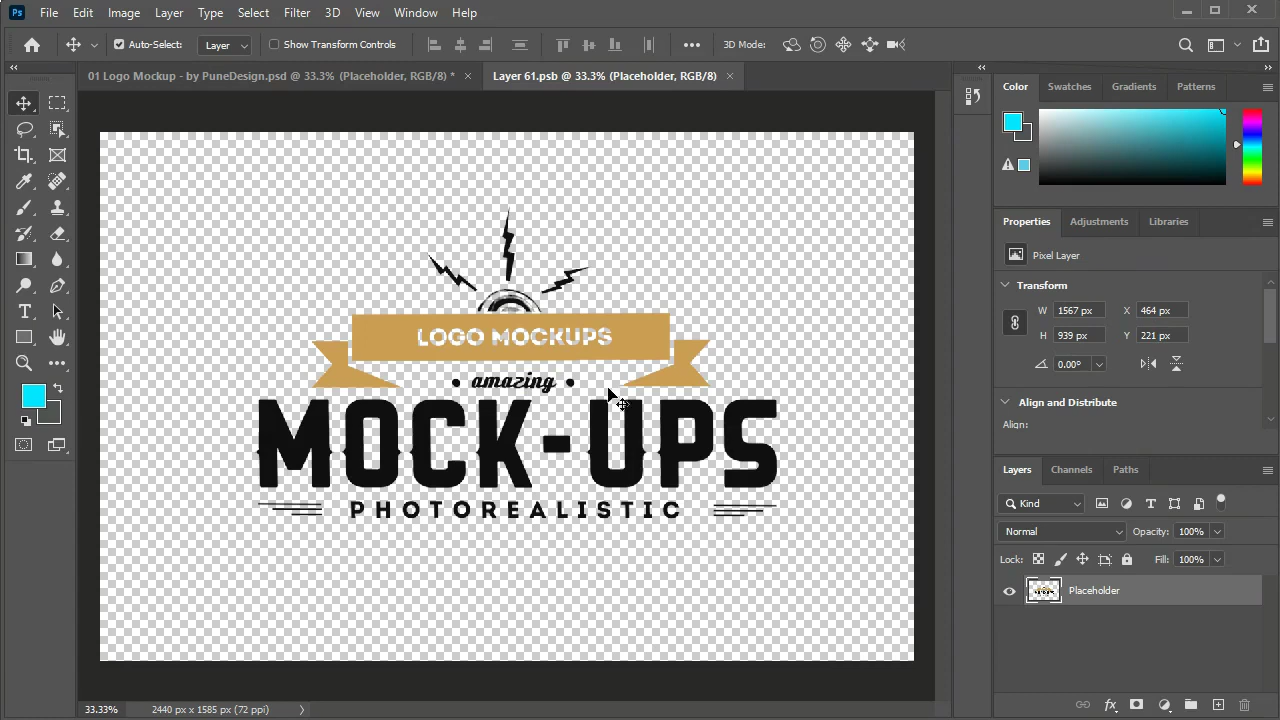 Ps File Edit Image Layer Type Select Filter 3D View Window Help
Auto-Select: Layer Show Transform Controls 3D Mode:
01 Logo Mockup - by PuneDesign.psd @ 33.3% (Placeholder, RGB/8) *
Layer 61.psb @ 33.3% (Placeholder, RGB/8)
LOGO MOCKUPS
• amazing •
MOCK-UPS
PHOTOREALISTIC
33.33% 2440 px x 1585 px (72 ppi)
Color Swatches Gradients Patterns
Properties Adjustments Libraries
Pixel Layer
Transform
W 1567 px X 464 px
H 939 px Y 221 px
0.00°
Align and Distribute
Align:
Layers Channels Paths
Kind
Normal Opacity: 100%
Lock: Fill: 100%
Placeholder
fx